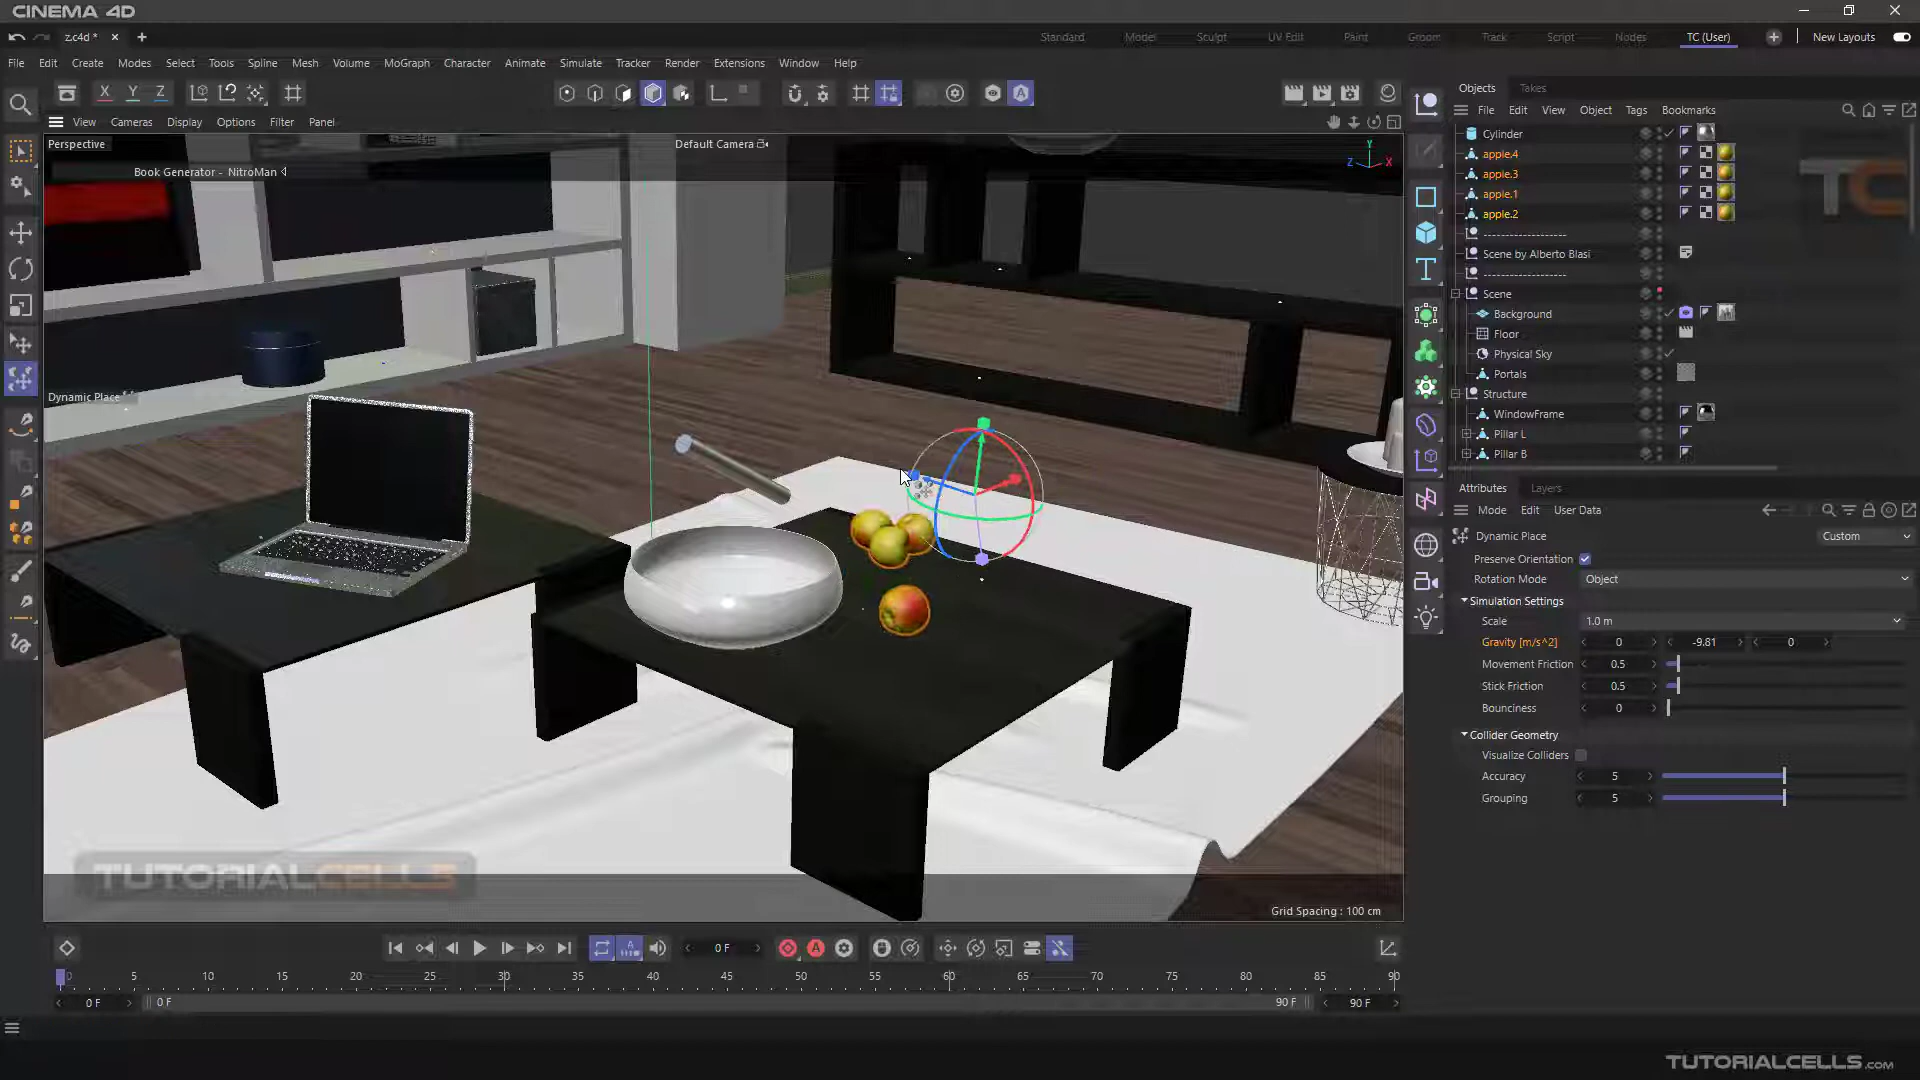 CINEMA 4D
z.c4d *
Standard Model Sculpt UV Edit Paint Groom Track Script Nodes TC (User) New Layouts
File Edit Create Modes Select Tools Spline Mesh Volume MoGraph Character Animate Simulate Tracker Render Extensions Window Help
X Y Z
View Cameras Display Options Filter Panel
Perspective
Default Camera
Book Generator - NitroMan
Y
Z X
Dynamic Place
Grid Spacing : 100 cm
TUTORIALCELLS
Objects Takes
File Edit View Object Tags Bookmarks
Cylinder
apple.4
apple.3
apple.1
apple.2
-------------------
Scene by Alberto Blasi
-------------------
Scene
Background
Floor
Physical Sky
Portals
Structure
WindowFrame
Pillar L
Pillar B
TC
Attributes Layers
Mode Edit User Data
Dynamic Place Custom
Preserve Orientation
Rotation Mode Object
Simulation Settings
Scale 1.0 m
Gravity [m/s^2] 0 -9.81 0
Movement Friction 0.5
Stick Friction 0.5
Bounciness 0
Collider Geometry
Visualize Colliders
Accuracy 5
Grouping 5
0 F
0 5 10 15 20 25 30 35 40 45 50 55 60 65 70 75 80 85 90
0 F 0 F 90 F 90 F
TUTORIALCELLS.COM